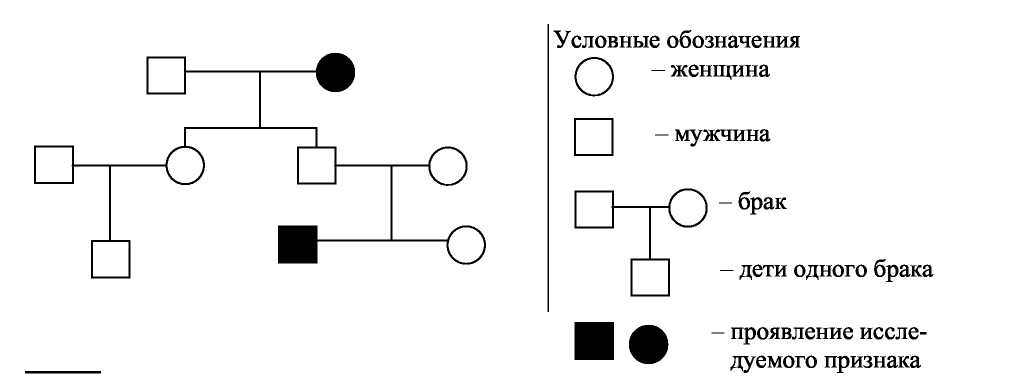 Условные обозначения
– женщина
– мужчина
– брак
– дети одного брака
– проявление иссле-
дуемого признака